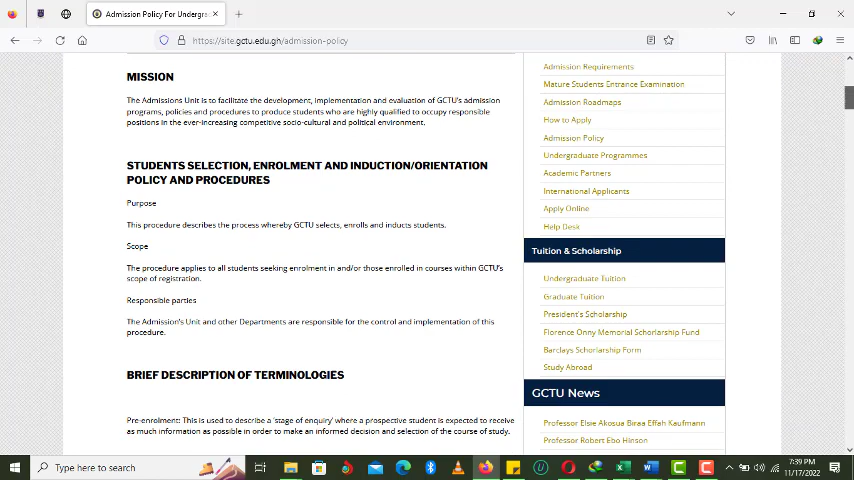 Admission Policy For Undergra
https://site.gctu.edu.gh/admission-policy
MISSION
The Admissions Unit is to facilitate the development, implementation and evaluation of GCTU's admission
programs, policies and procedures to produce students who are highly qualified to occupy responsible
positions in the ever-increasing competitive socio-cultural and political environment.
STUDENTS SELECTION, ENROLMENT AND INDUCTION/ORIENTATION
POLICY AND PROCEDURES
Purpose
This procedure describes the process whereby GCTU selects, enrolls and inducts students.
Scope
The procedure applies to all students seeking enrolment in and/or those enrolled in courses within GCTU's
scope of registration.
Responsible parties
The Admission's Unit and other Departments are responsible for the control and implementation of this
procedure.
BRIEF DESCRIPTION OF TERMINOLOGIES
Pre-enrolment: This is used to describe a 'stage of enquiry' where a prospective student is expected to receive
as much information as possible in order to make an informed decision and selection of the course of study.
Admission Requirements
Mature Students Entrance Examination
Admission Roadmaps
How to Apply
Admission Policy
Undergraduate Programmes
Academic Partners
International Applicants
Apply Online
Help Desk
Tuition & Scholarship
Undergraduate Tuition
Graduate Tuition
President's Scholarship
Florence Onny Memorial Schorlarship Fund
Barclays Schorlarship Form
Study Abroad
GCTU News
Professor Elsie Akosua Biraa Effah Kaufmann
Professor Robert Ebo Hinson
Type here to search
7:39 PM
11/17/2022